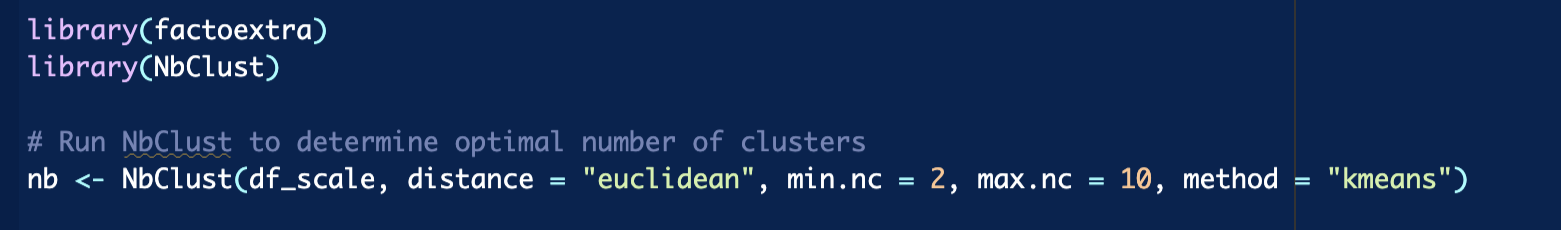 library(factoextra)
library(NbClust)
# Run NbClust to determine optimal number of clusters
nb <- NbClust(df_scale, distance = "euclidean", min.nc = 2, max.nc = 10, method = "kmeans")